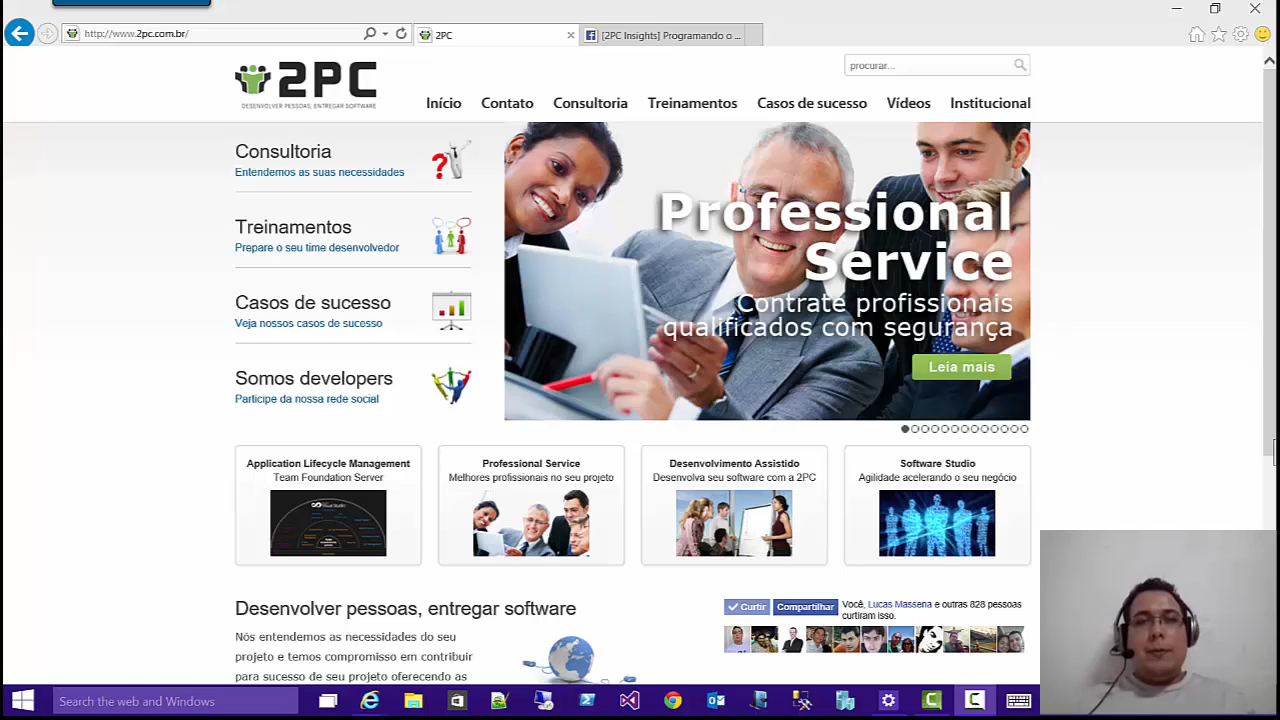 http://www.2pc.com.br/
2PC
[2PC Insights] Programando o ...
2PC
DESENVOLVER PESSOAS, ENTREGAR SOFTWARE
procurar...
Início Contato Consultoria Treinamentos Casos de sucesso Vídeos Institucional
Consultoria
Entendemos as suas necessidades
Treinamentos
Prepare o seu time desenvolvedor
Casos de sucesso
Veja nossos casos de sucesso
Somos developers
Participe da nossa rede social
Professional
Service
Contrate profissionais
qualificados com segurança
Leia mais
Application Lifecycle Management
Team Foundation Server
Professional Service
Melhores profissionais no seu projeto
Desenvolvimento Assistido
Desenvolva seu software com a 2PC
Software Studio
Agilidade acelerando o seu negócio
Desenvolver pessoas, entregar software
Nós entendemos as necessidades do seu
projeto e temos compromisso em contribuir
para sucesso de seu projeto oferecendo as
Curtir
Compartilhar
Você, Lucas Massena e outras 828 pessoas
curtiram isso.
Search the web and Windows